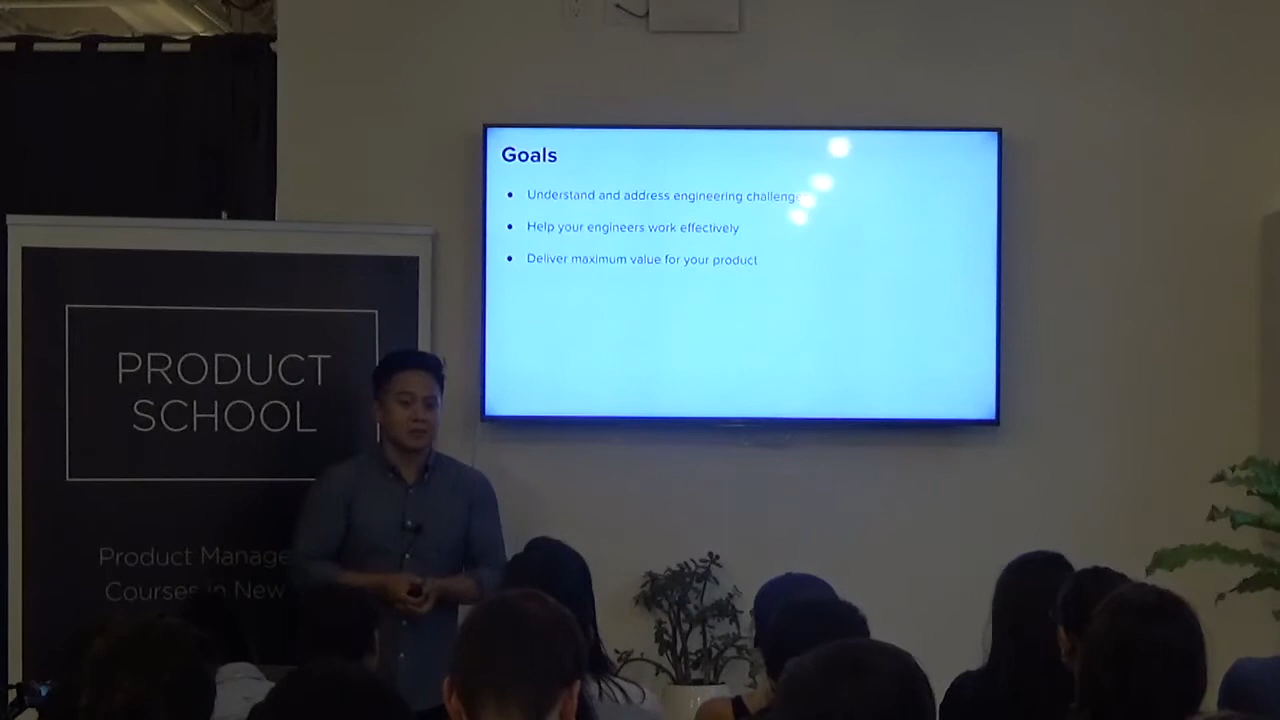 Goals
• Understand and address engineering challenges
• Help your engineers work effectively
• Deliver maximum value for your product
PRODUCT
SCHOOL
Product Manage
Courses in New